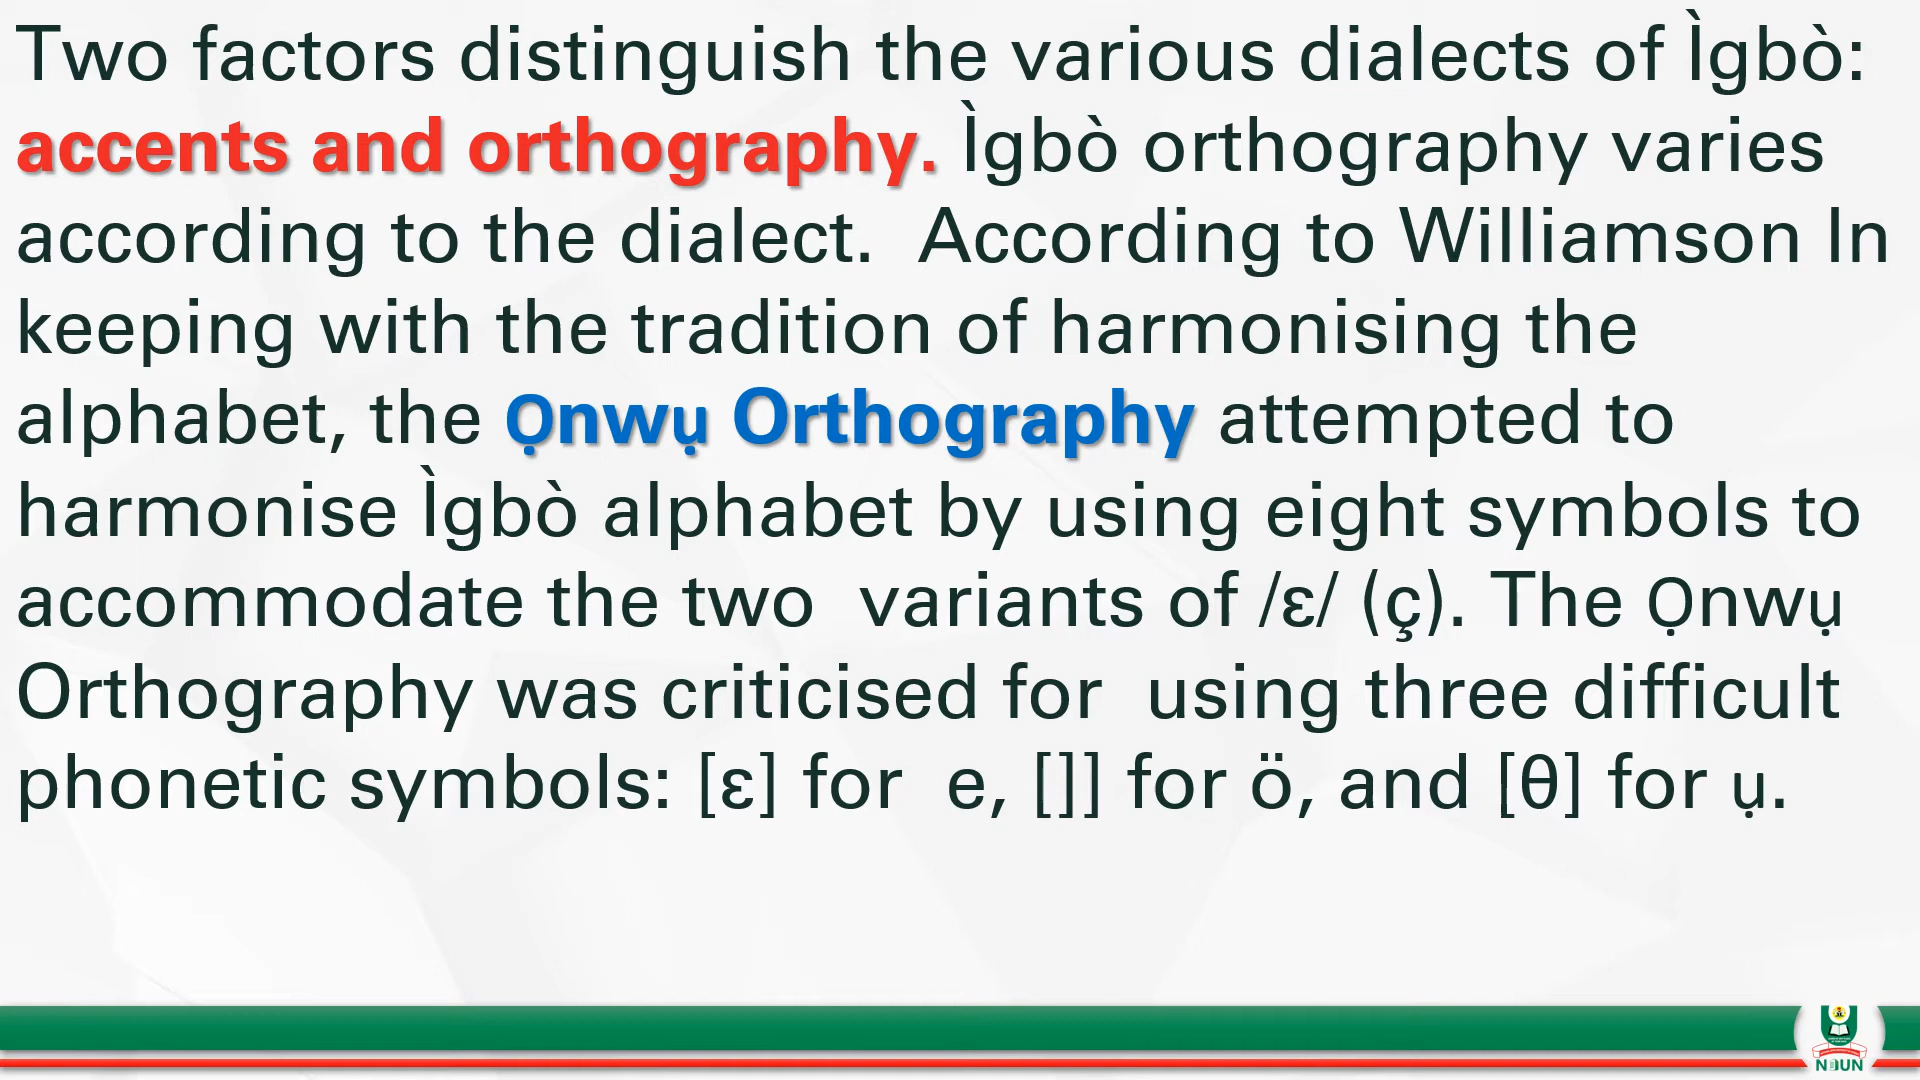 Two factors distinguish the various dialects of Ìgbò:
accents and orthography. Ìgbò orthography varies
according to the dialect.  According to Williamson In
keeping with the tradition of harmonising the
alphabet, the Ọnwụ Orthography attempted to
harmonise Ìgbò alphabet by using eight symbols to
accommodate the two  variants of /ε/ (ç). The Ọnwụ
Orthography was criticised for  using three difficult
phonetic symbols: [ε] for  e, []] for ö, and [θ] for ụ.
NOUN